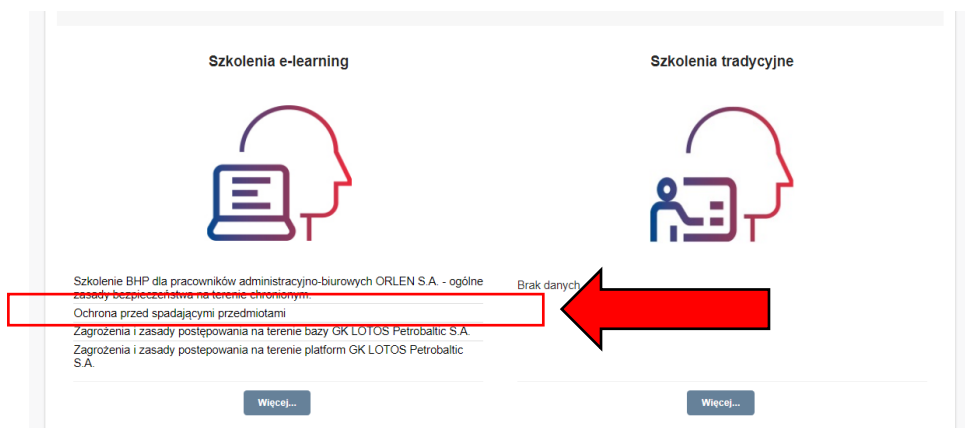 Szkolenia e-learning
Szkolenia tradycyjne
Szkolenie BHP dla pracowników administracyjno-biurowych ORLEN S.A. - ogólne
zasady bezpieczeństwa na terenie chronionym.
Ochrona przed spadającymi przedmiotami
Zagrożenia i zasady postępowania na terenie bazy GK LOTOS Petrobaltic S.A.
Zagrożenia i zasady postepowania na terenie platform GK LOTOS Petrobaltic
S.A.
Więcej...
Brak danych
Więcej...